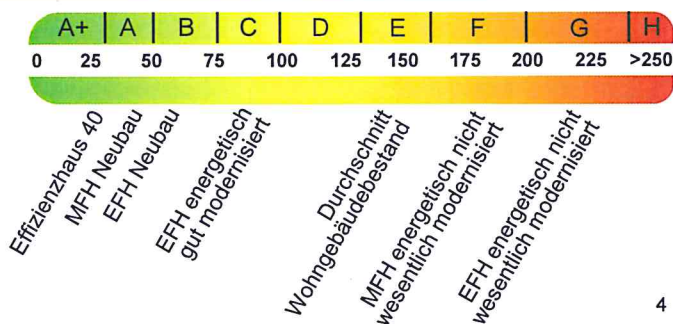 A+ A B C D E F G H
0 25 50 75 100 125 150 175 200 225 >250
Effizienzhaus 40
MFH Neubau
EFH Neubau
EFH energetisch
gut modernisiert
Durchschnitt
Wohngebäudebestand
MFH energetisch nicht
wesentlich modernisiert
EFH energetisch nicht
wesentlich modernisiert
4